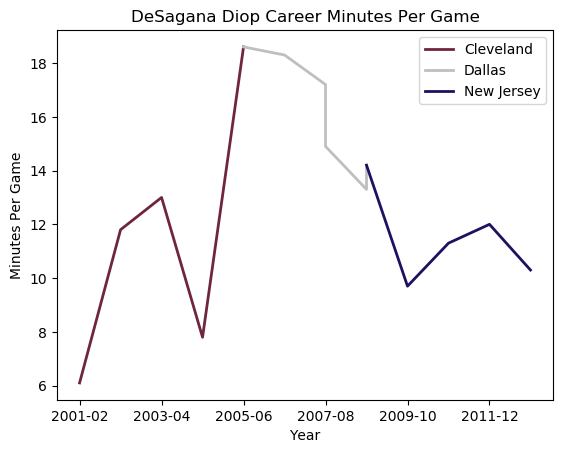 DeSagana Diop Career Minutes Per Game
Cleveland
Dallas
New Jersey
Minutes Per Game
18
16
14
12
10
8
6
2001-02 2003-04 2005-06 2007-08 2009-10 2011-12
Year